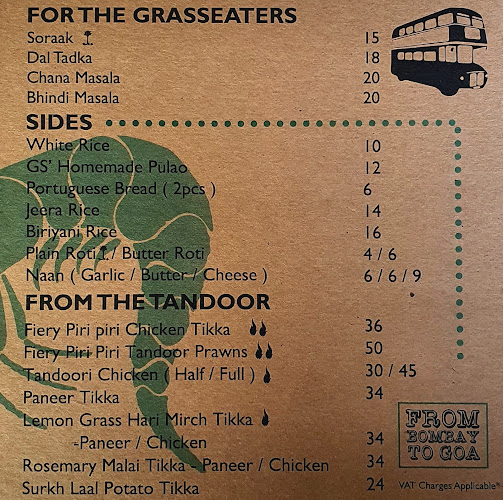 FOR THE GRASSEATERS
Soraak 15
Dal Tadka 18
Chana Masala 20
Bhindi Masala 20
SIDES
White Rice 10
GS' Homemade Pulao 12
Portuguese Bread ( 2pcs ) 6
Jeera Rice 14
Biriyani Rice 16
Plain Roti / Butter Roti 4 / 6
Naan ( Garlic / Butter / Cheese ) 6 / 6 / 9
FROM THE TANDOOR
Fiery Piri piri Chicken Tikka 36
Fiery Piri Piri Tandoor Prawns 50
Tandoori Chicken ( Half / Full ) 30 / 45
Paneer Tikka 34
Lemon Grass Hari Mirch Tikka
-Paneer / Chicken 34
Rosemary Malai Tikka - Paneer / Chicken 34
Surkh Laal Potato Tikka 24
FROM
BOMBAY
TO GOA
VAT Charges Applicable*